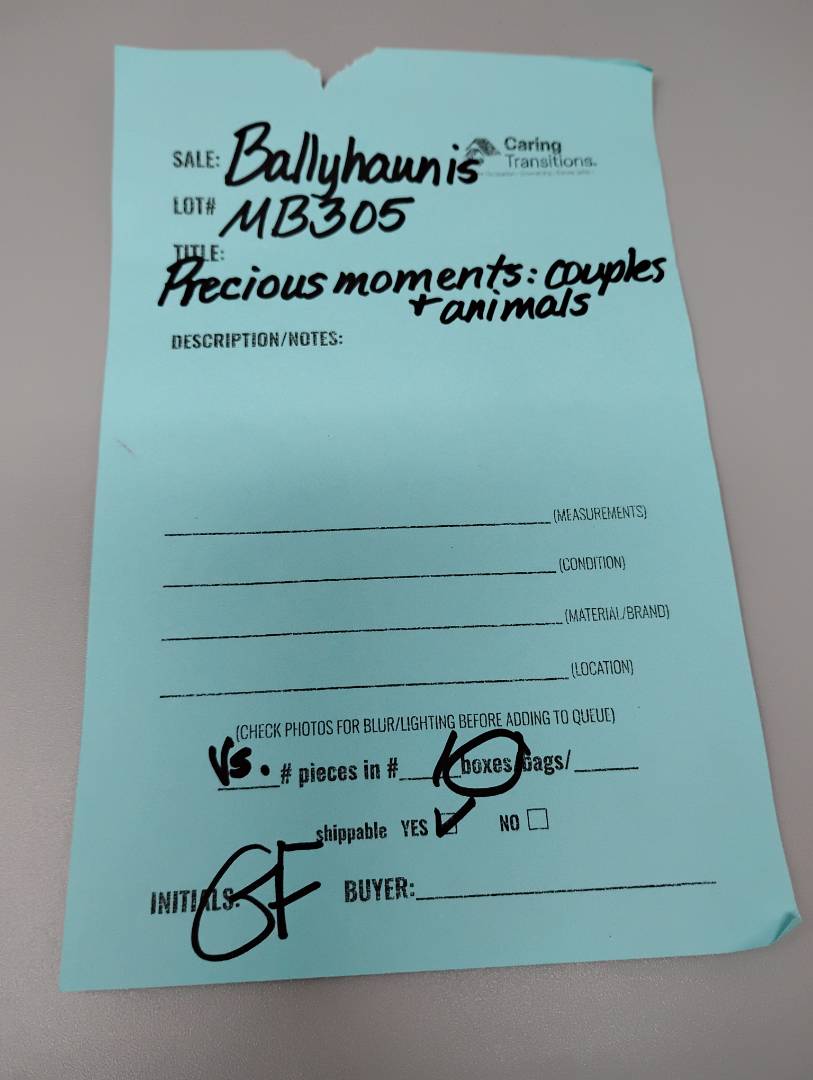 SALE: Ballyhaunis
Caring
Transitions.
LOT# MB305
TITLE:
Precious moments: couples
+ animals
DESCRIPTION/NOTES:
(MEASUREMENTS)
(CONDITION)
(MATERIAL/BRAND)
(LOCATION)
(CHECK PHOTOS FOR BLUR/LIGHTING BEFORE ADDING TO QUEUE)
Vs. # pieces in # 1 boxes/bags/
shippable YES NO
INITIALS: GF BUYER: